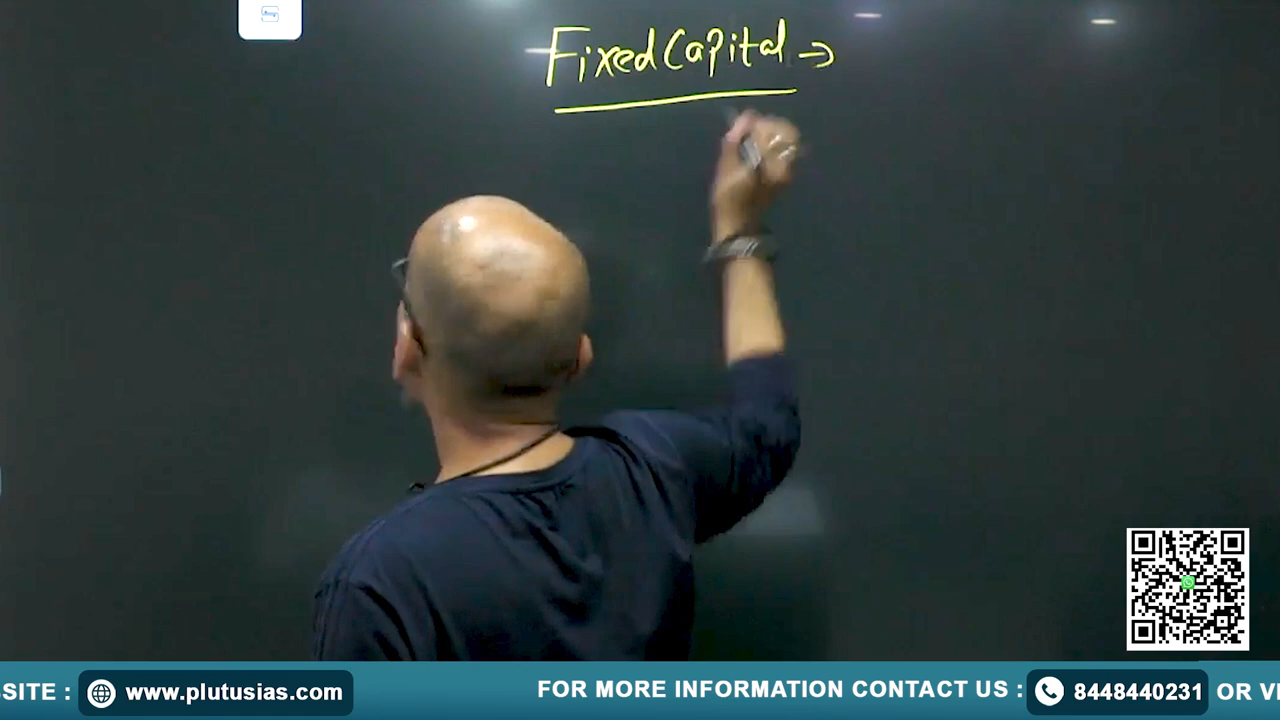 Fixed Capital →
SITE : www.plutusias.com FOR MORE INFORMATION CONTACT US : 8448440231 OR VI